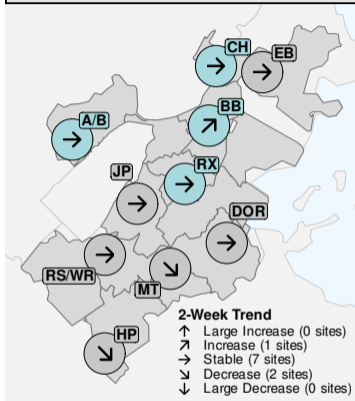 CH
EB
BB
A/B
RX
JP
DOR
RS/WR
MT
HP
2-Week Trend
↑ Large Increase (0 sites)
↗ Increase (1 sites)
→ Stable (7 sites)
↘ Decrease (2 sites)
↓ Large Decrease (0 sites)